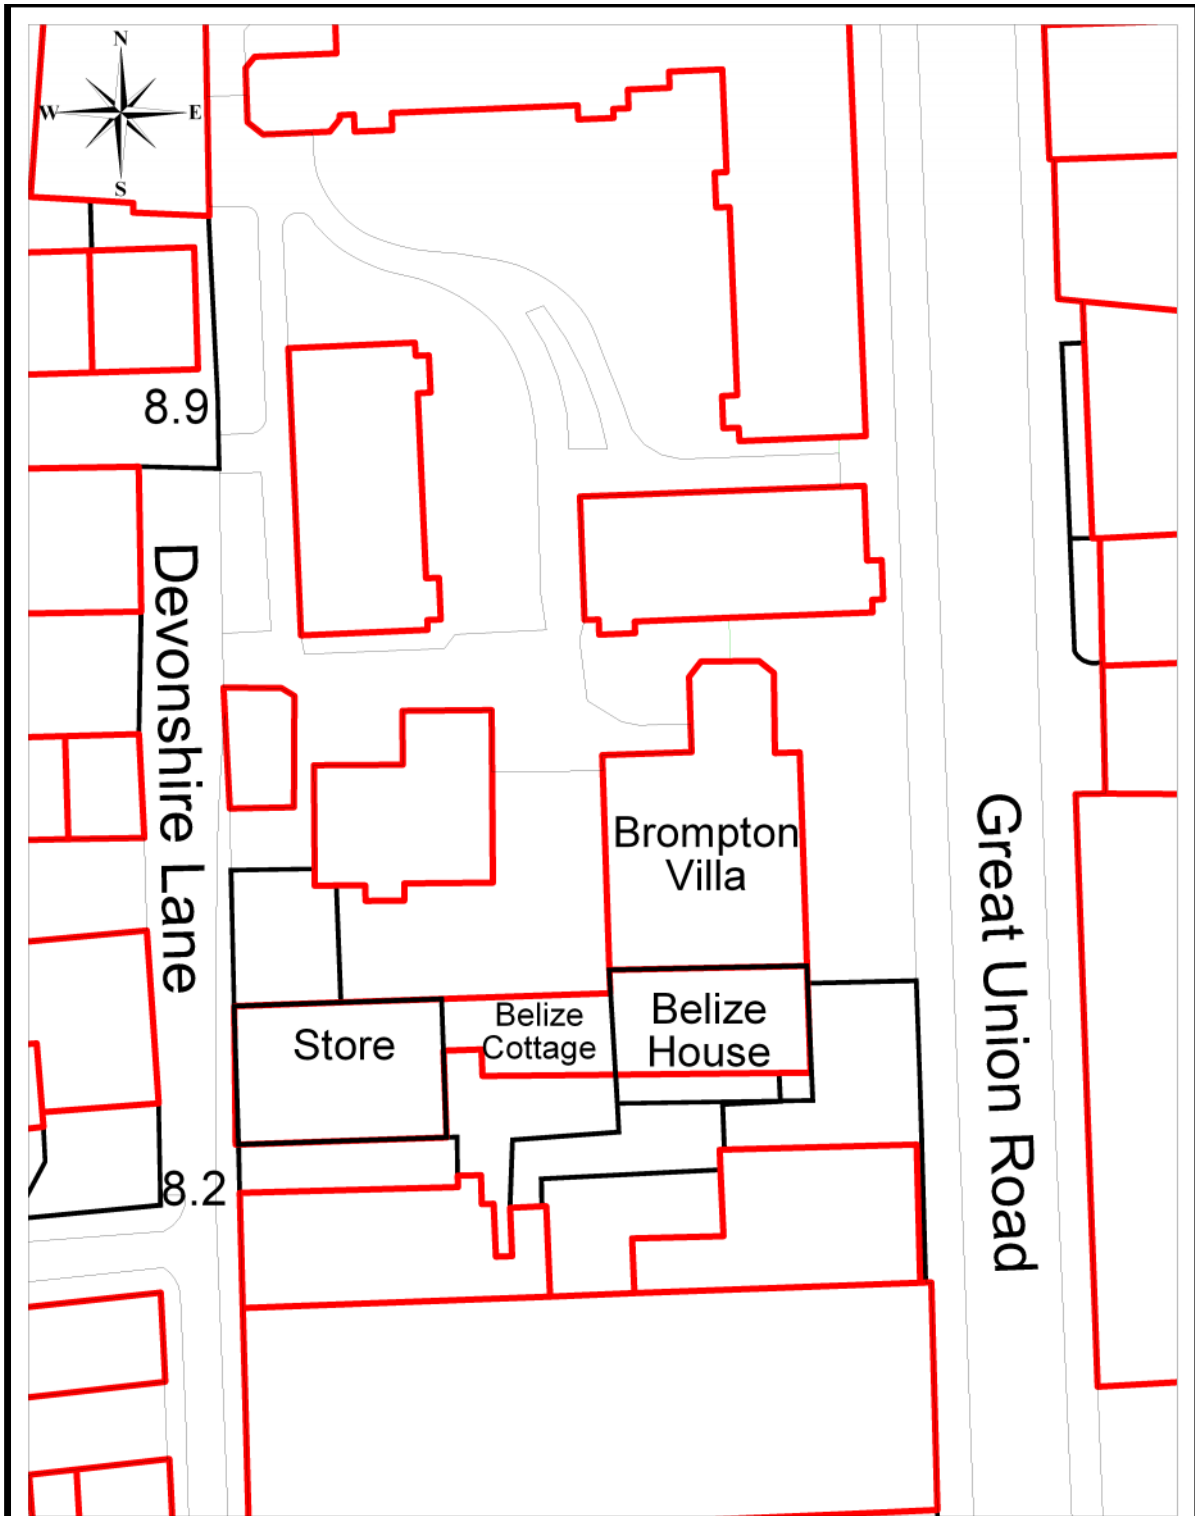 N
W
E
S
8.9
Devonshire Lane
Brompton
Villa
Great Union Road
Belize
Cottage
Belize
House
Store
8.2